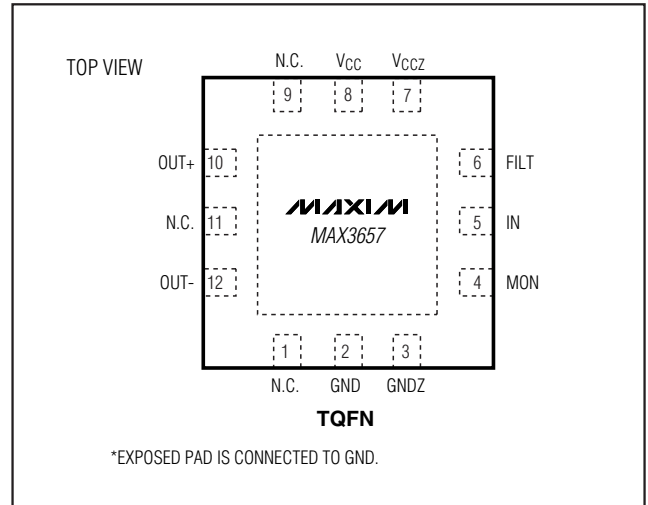 TOP VIEW
N.C. VCC VCCZ
9 8 7
OUT+ 10 6 FILT
N.C. 11 MAXIM 5 IN
MAX3657
OUT- 12 4 MON
1 2 3
N.C. GND GNDZ
TQFN
*EXPOSED PAD IS CONNECTED TO GND.